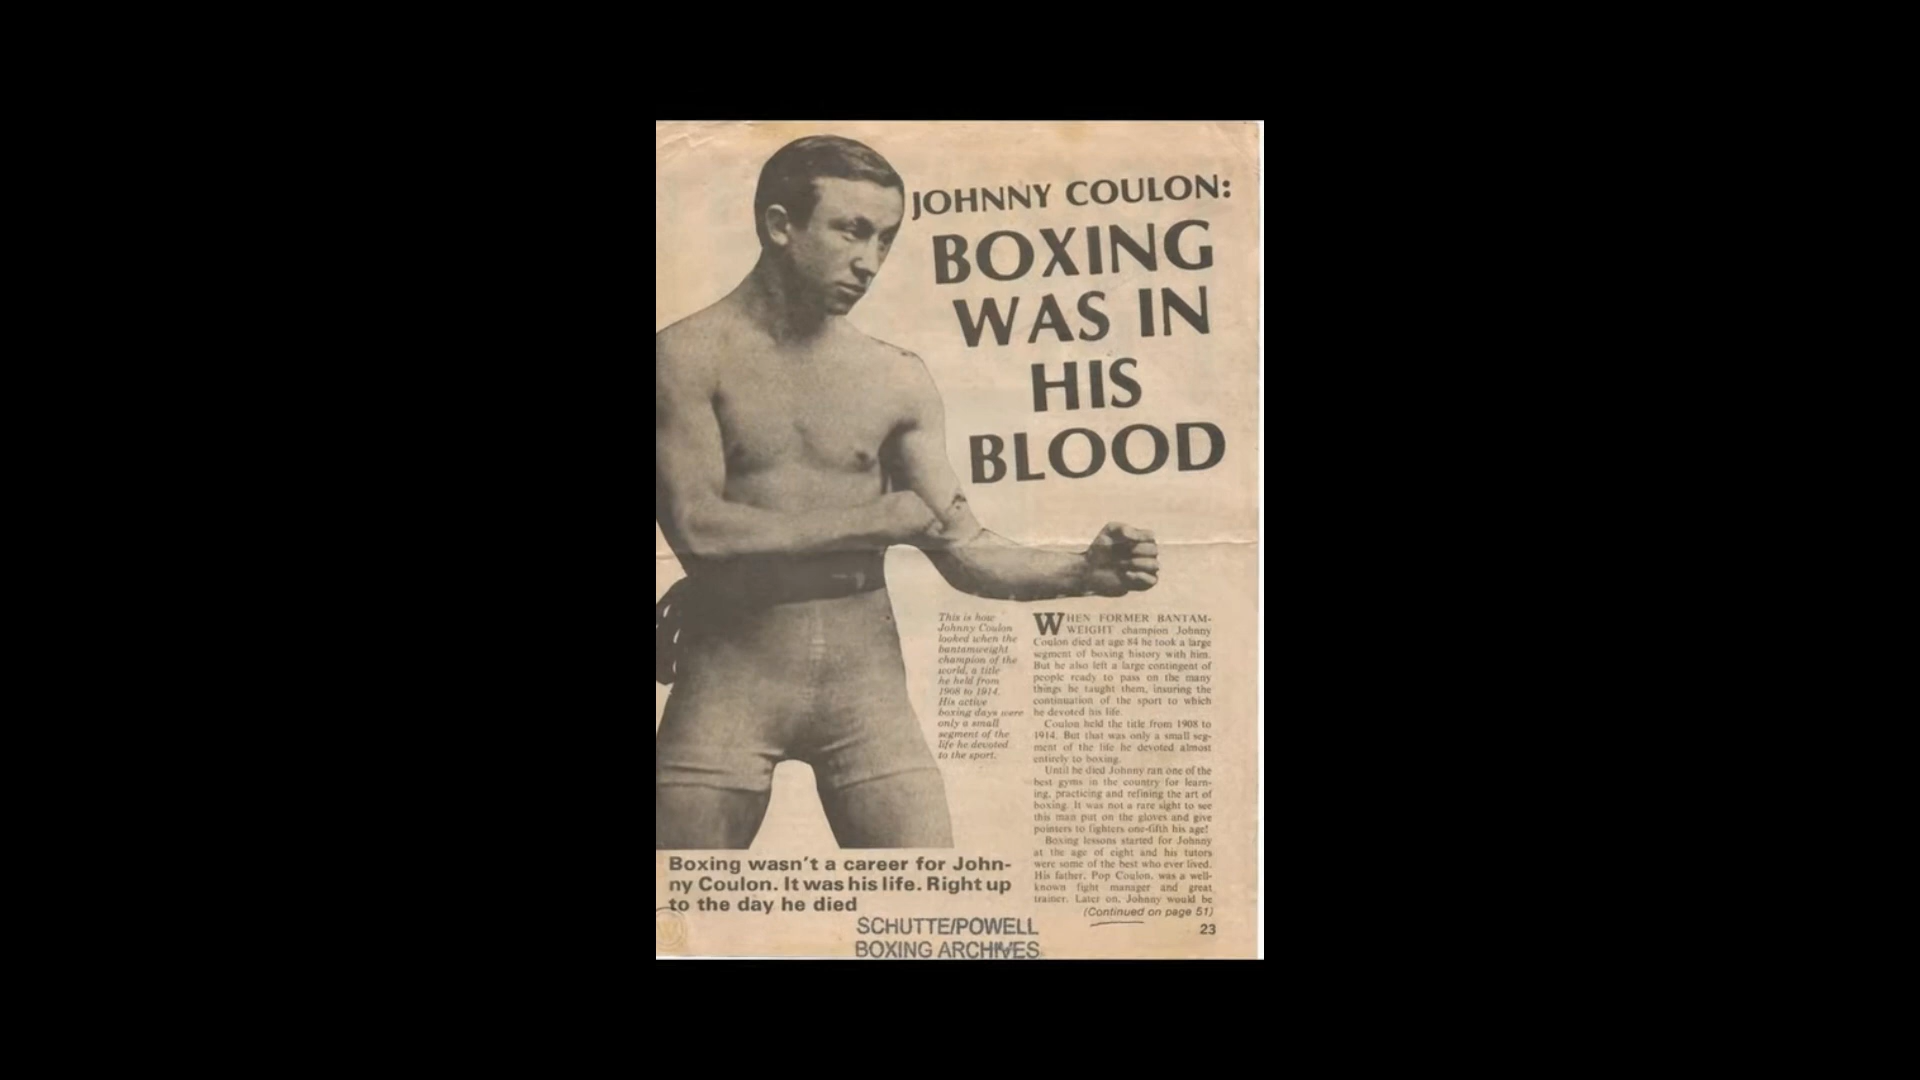 JOHNNY COULON:
BOXING
WAS IN
HIS
BLOOD
This is how
Johnny Coulon
looked when the
bantamweight
champion of the
world, a title
he held from
1908 to 1914.
His active
boxing days were
only a small
segment of the
life he devoted
to the sport.
WHEN FORMER BANTAM-
WEIGHT champion Johnny
Coulon died at age 84 he took a large
segment of boxing history with him.
But he also left a large contingent of
people ready to pass on the many
things he taught them, insuring the
continuation of the sport to which
he devoted his life.
Coulon held the title from 1908 to
1914. But that was only a small seg-
ment of the life he devoted almost
entirely to boxing.
Until he died Johnny ran one of the
best gyms in the country for learn-
ing, practicing and refining the art of
boxing. It was not a rare sight to see
this man put on the gloves and give
pointers to fighters one-fifth his age!
Boxing lessons started for Johnny
at the age of eight and his tutors
were some of the best who ever lived.
His father, Pop Coulon, was a well-
known fight manager and great
trainer. Later on, Johnny would be
(Continued on page 51)
Boxing wasn't a career for John-
ny Coulon. It was his life. Right up
to the day he died
SCHUTTE/POWELL
BOXING ARCHIVES
23